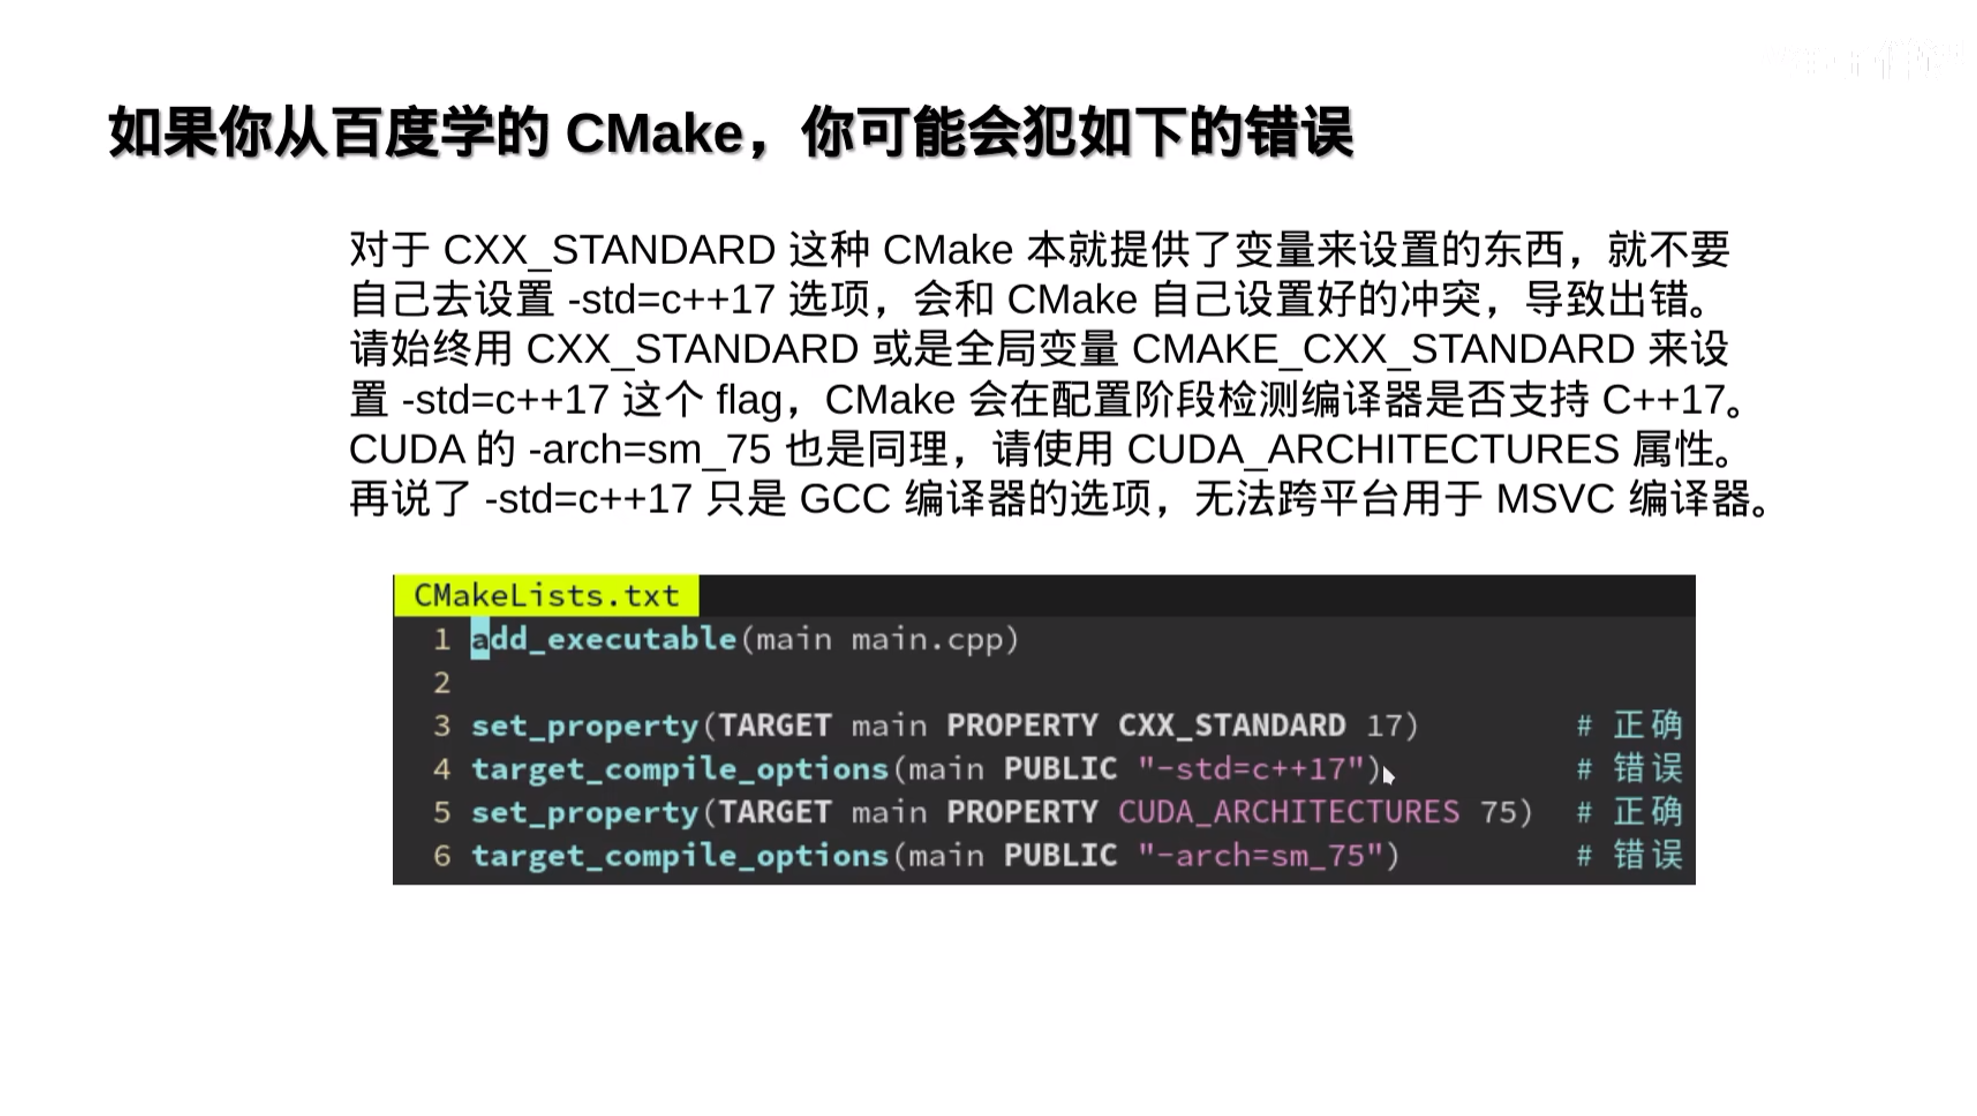 如果你从百度学的 CMake，你可能会犯如下的错误
对于 CXX_STANDARD 这种 CMake 本就提供了变量来设置的东西，就不要
自己去设置 -std=c++17 选项，会和 CMake 自己设置好的冲突，导致出错。
请始终用 CXX_STANDARD 或是全局变量 CMAKE_CXX_STANDARD 来设
置 -std=c++17 这个 flag，CMake 会在配置阶段检测编译器是否支持 C++17。
CUDA 的 -arch=sm_75 也是同理，请使用 CUDA_ARCHITECTURES 属性。
再说了 -std=c++17 只是 GCC 编译器的选项，无法跨平台用于 MSVC 编译器。
CMakeLists.txt
1 add_executable(main main.cpp)
2
3 set_property(TARGET main PROPERTY CXX_STANDARD 17) # 正确
4 target_compile_options(main PUBLIC "-std=c++17") # 错误
5 set_property(TARGET main PROPERTY CUDA_ARCHITECTURES 75) # 正确
6 target_compile_options(main PUBLIC "-arch=sm_75") # 错误